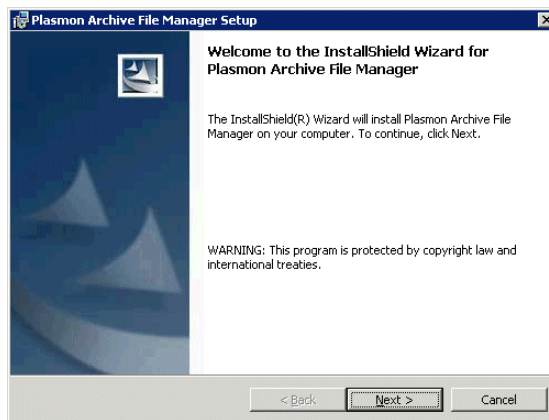 Plasmon Archive File Manager Setup
Welcome to the InstallShield Wizard for
Plasmon Archive File Manager
The InstallShield(R) Wizard will install Plasmon Archive File
Manager on your computer. To continue, click Next.
WARNING: This program is protected by copyright law and
international treaties.
< Back
Next >
Cancel